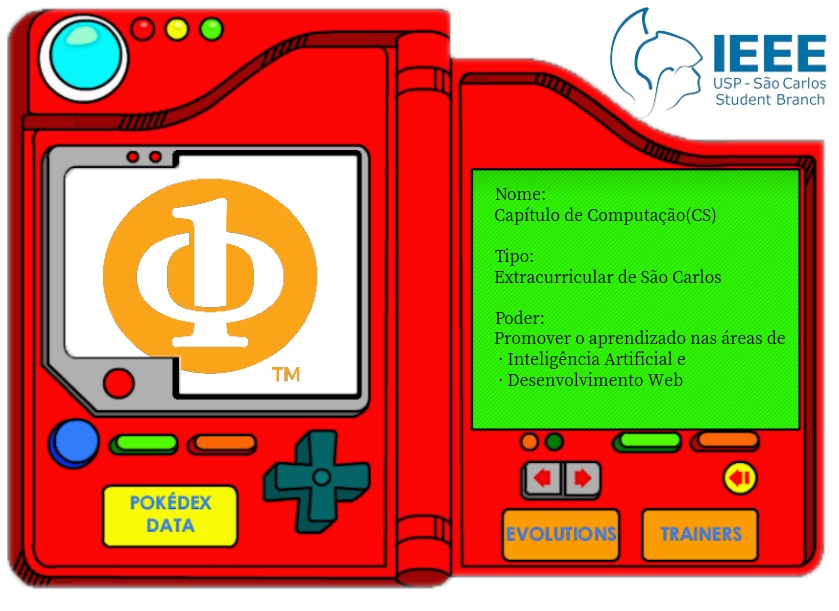 IEEE
USP - São Carlos
Student Branch
TM
POKÉDEX
DATA
Nome:
Capítulo de Computação(CS)
Tipo:
Extracurricular de São Carlos
Poder:
Promover o aprendizado nas áreas de
· Inteligência Artificial e
· Desenvolvimento Web
EVOLUTIONS
TRAINERS